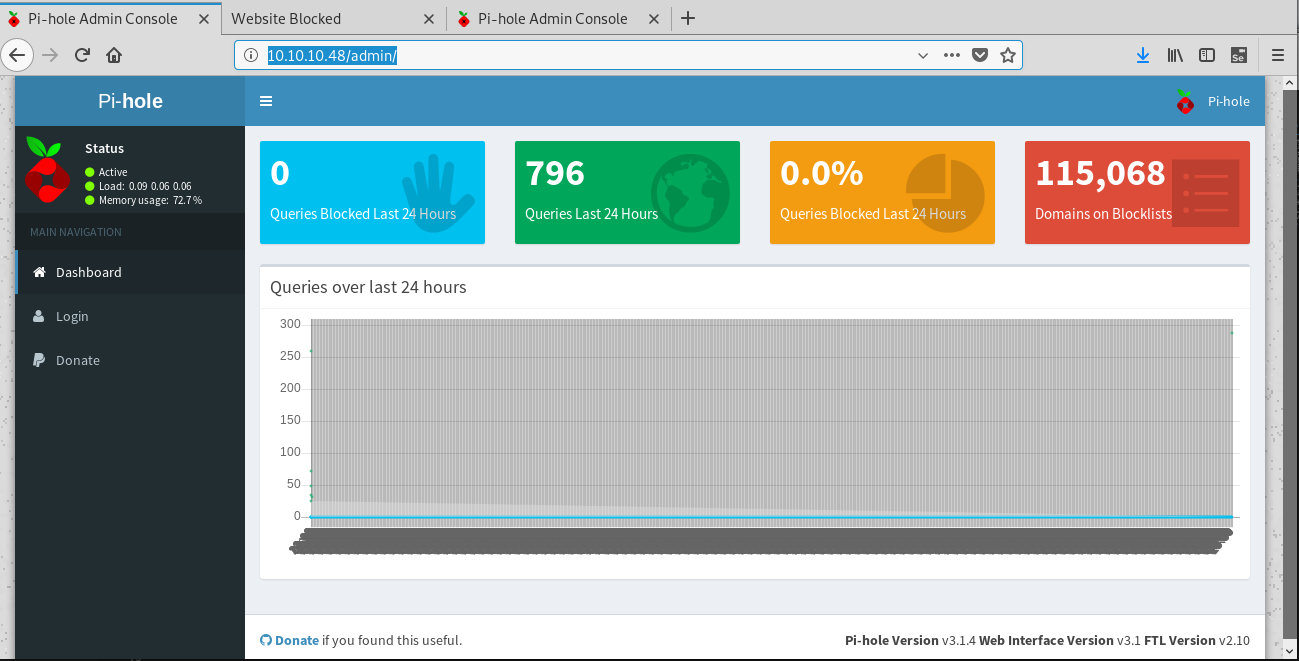 Pi-hole Admin Console
Website Blocked
Pi-hole Admin Console
10.10.10.48/admin/
Se
Pi-hole
Pi-hole
Status
Active
Load: 0.09 0.06 0.06
Memory usage: 72.7 %
MAIN NAVIGATION
Dashboard
Login
Donate
0
Queries Blocked Last 24 Hours
796
Queries Last 24 Hours
0.0%
Queries Blocked Last 24 Hours
115,068
Domains on Blocklists
Queries over last 24 hours
300
250
200
150
100
50
0
Donate if you found this useful.
Pi-hole Version v3.1.4 Web Interface Version v3.1 FTL Version v2.10